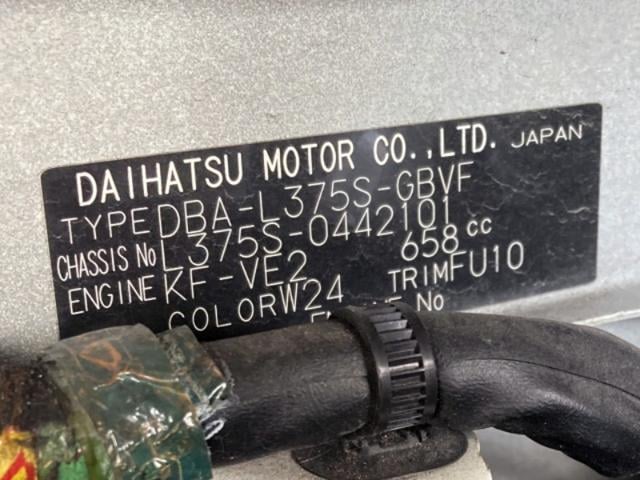 DAIHATSU MOTOR CO.,LTD. JAPAN
TYPE DBA-L375S-GBVF
CHASSIS No L375S-0442101
ENGINE KF-VE2 658 cc
COLOR W24 TRIM FU10
No